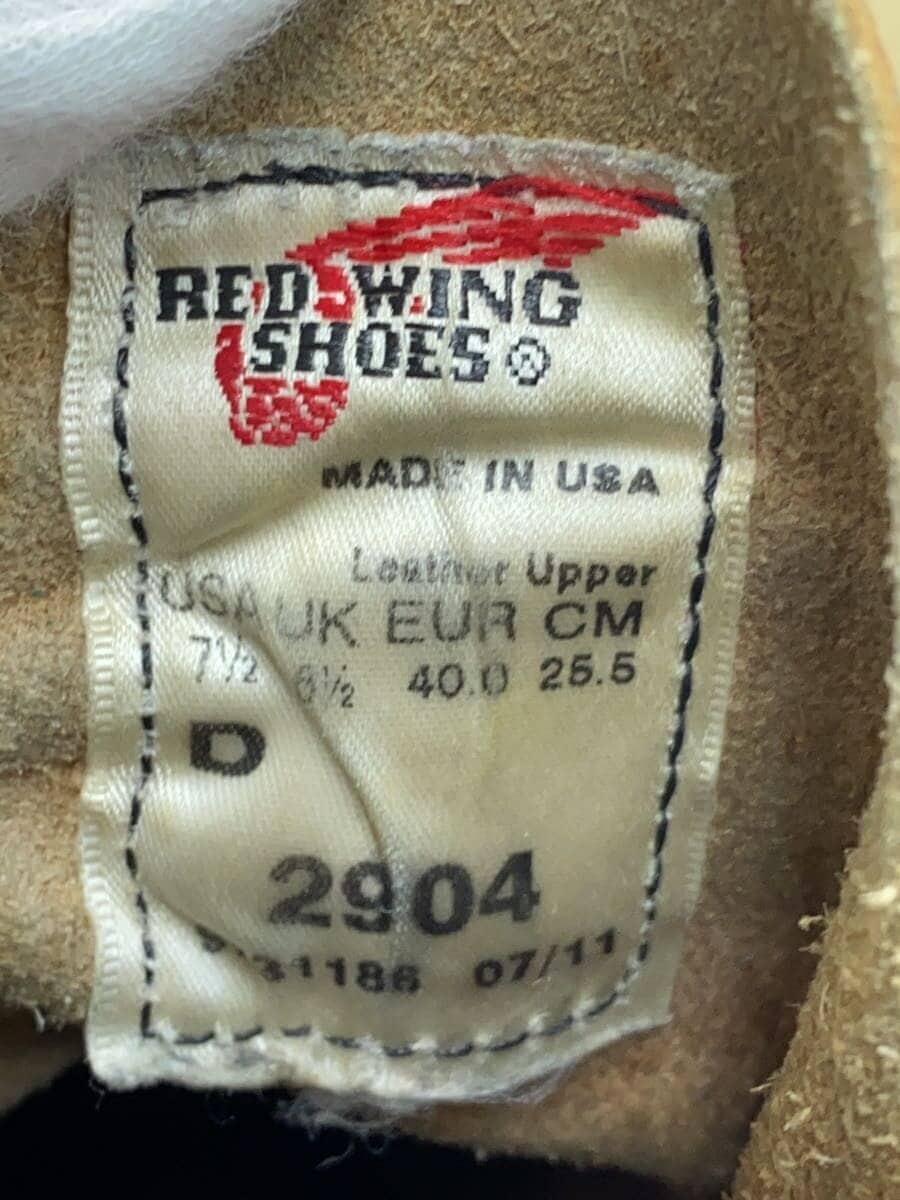 RED WING
SHOES ®
MADE IN USA
Leather Upper
USA UK EUR CM
7½ 6½ 40.0 25.5
D
2904
07/11